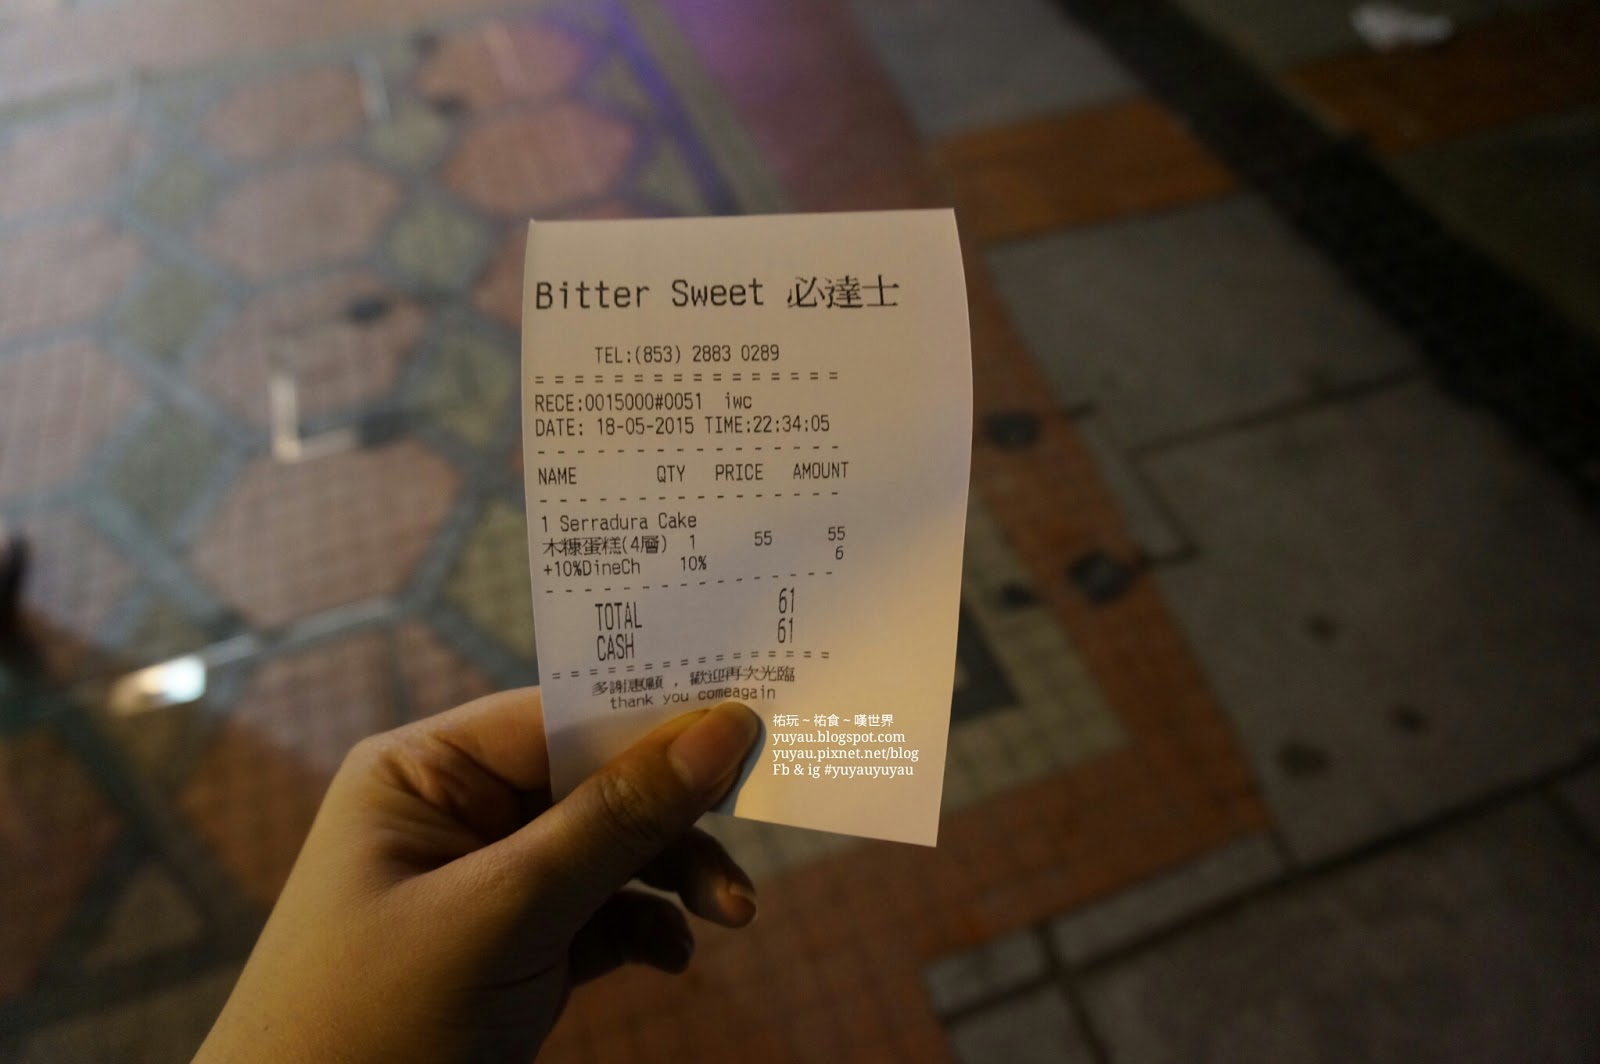 Bitter Sweet 必達士
TEL:(853) 2883 0289
= = = = = = = = = = = = = = = =
RECE:0015000#0051 iwc
DATE: 18-05-2015 TIME:22:34:05
- - - - - - - - - - - - - - - -
NAME QTY PRICE AMOUNT
- - - - - - - - - - - - - - - -
1 Serradura Cake
木糠蛋糕(4層) 1 55 55
+10%DineCh 10% 6
- - - - - - - - - - - - - - - -
TOTAL 61
CASH 61
= = = = = = = = = = = = = = = =
多謝惠顧 , 歡迎再次光臨
thank you comeagain
祐玩 ~ 祐食 ~ 嘆世界
yuyau.blogspot.com
yuyau.pixnet.net/blog
Fb & ig #yuyauyuyau